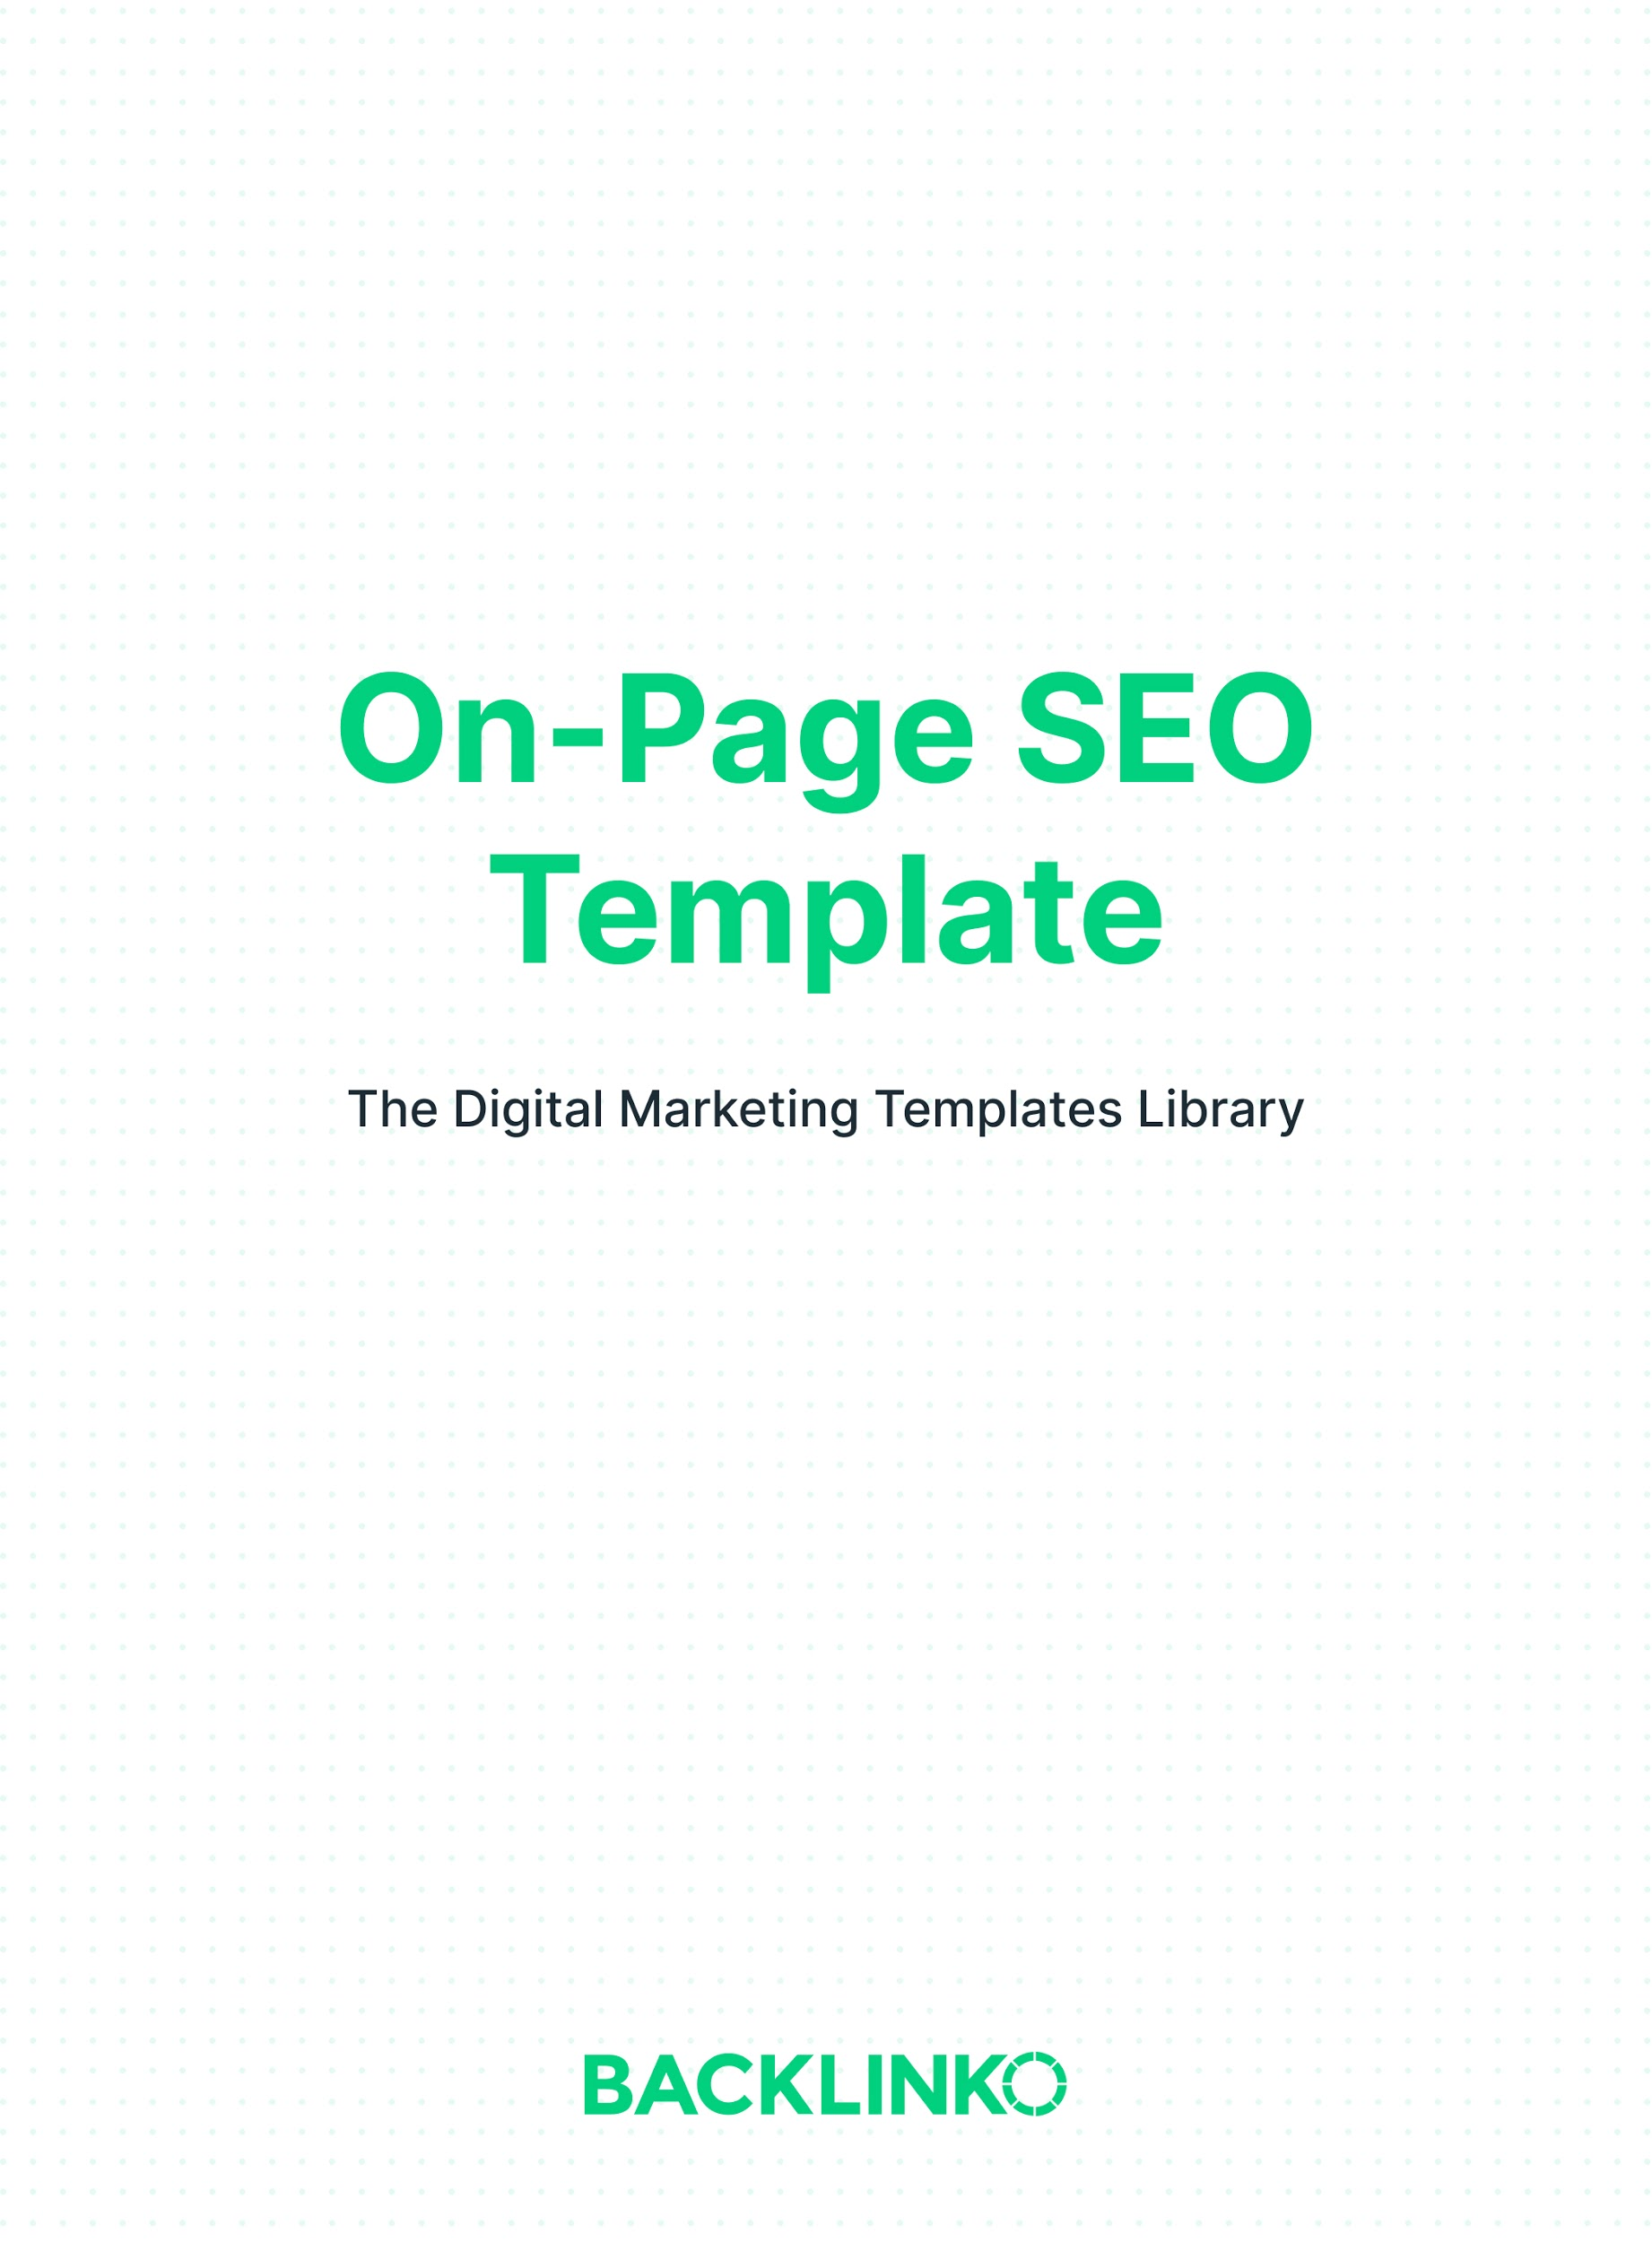 On-Page SEO
Template
The Digital Marketing Templates Library
BACKLINKO